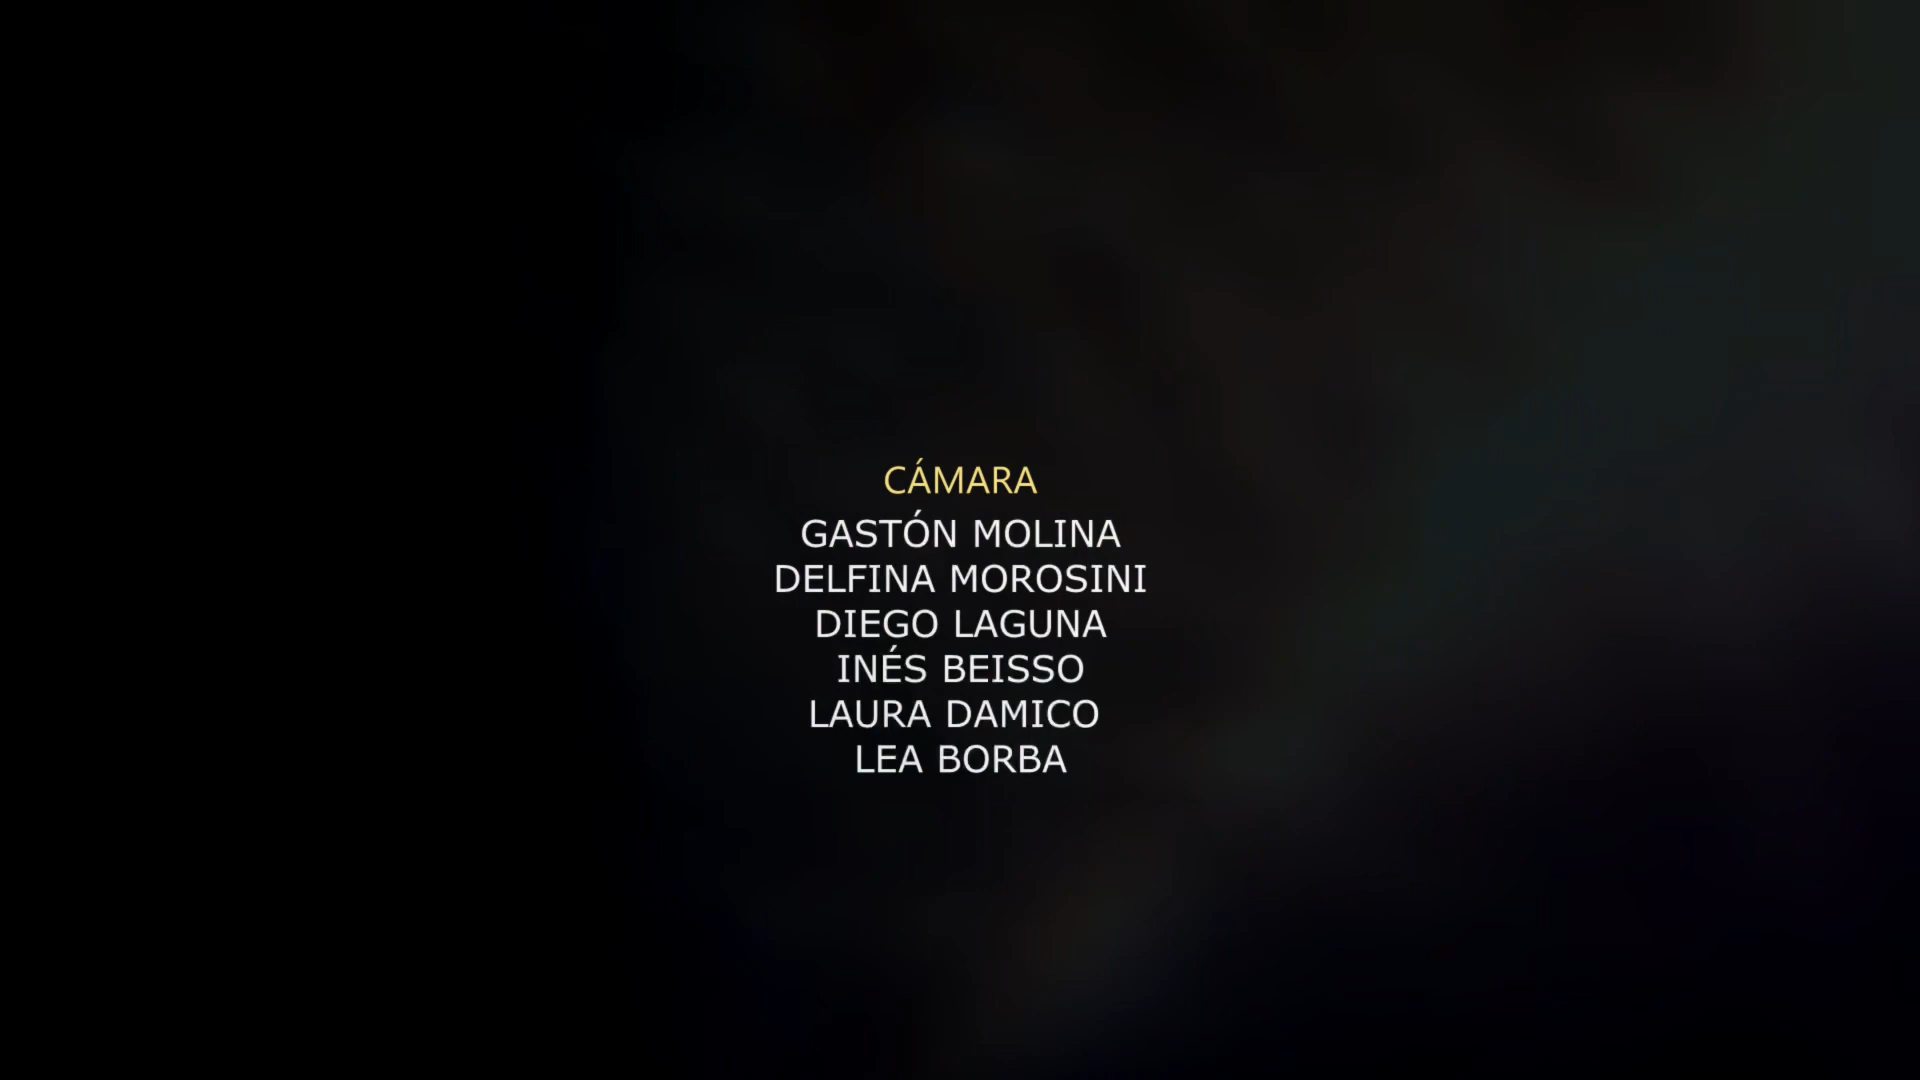 CÁMARA
GASTÓN MOLINA
DELFINA MOROSINI
DIEGO LAGUNA
INÉS BEISSO
LAURA DAMICO
LEA BORBA